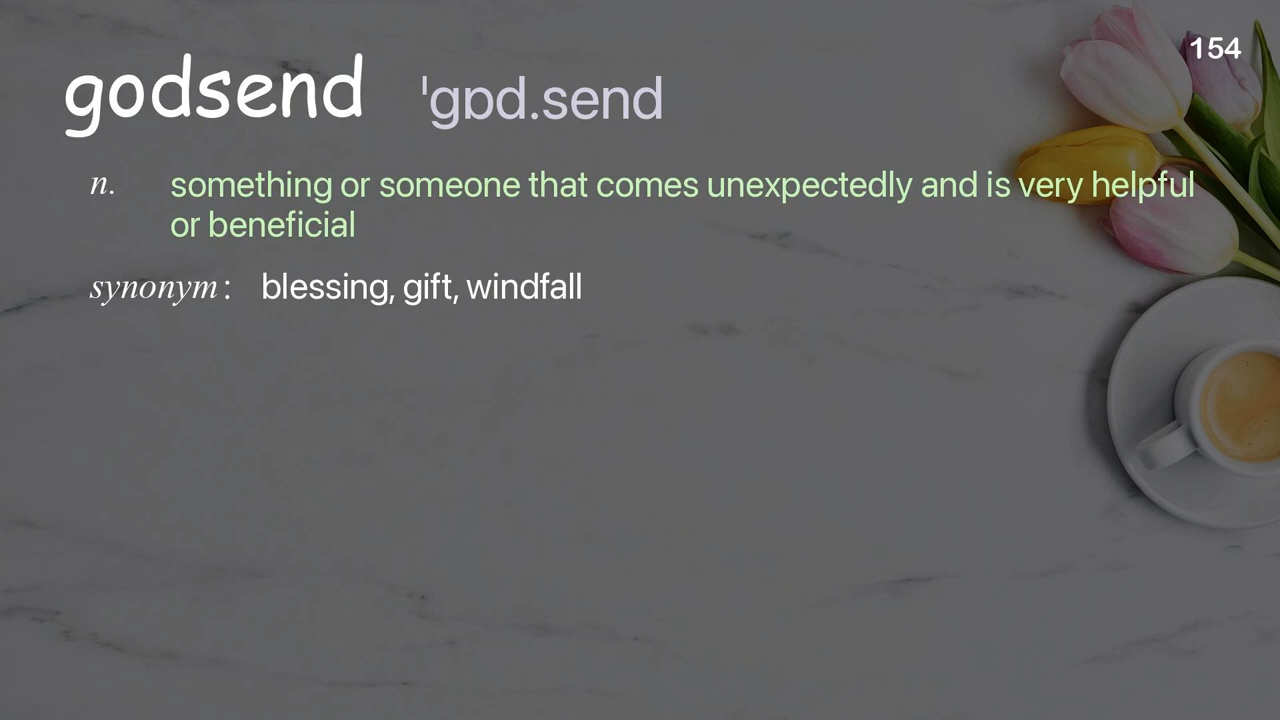 154
godsend ˈɡɒd.send
n. something or someone that comes unexpectedly and is very helpful
or beneficial
synonym: blessing, gift, windfall